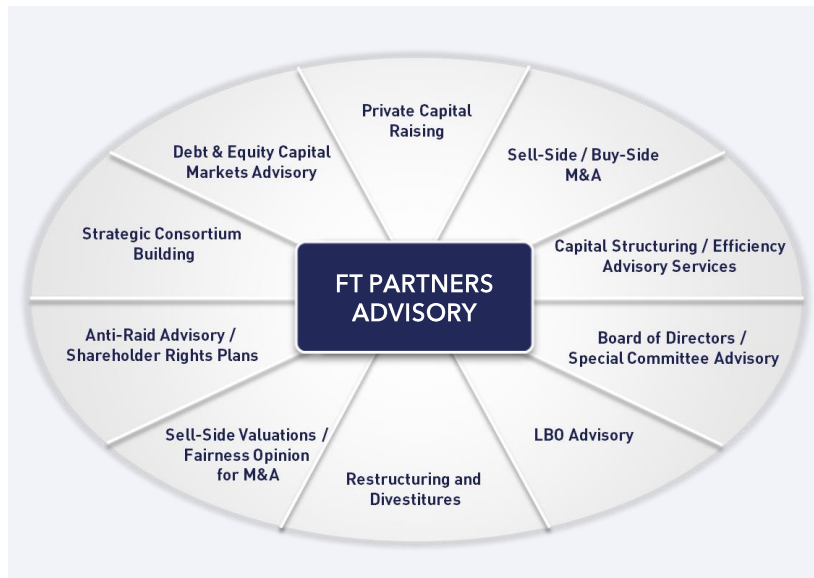 Private Capital
Raising
Debt & Equity Capital
Markets Advisory
Sell-Side / Buy-Side
M&A
Strategic Consortium
Building
Capital Structuring / Efficiency
Advisory Services
FT PARTNERS
ADVISORY
Anti-Raid Advisory /
Shareholder Rights Plans
Board of Directors /
Special Committee Advisory
Sell-Side Valuations /
Fairness Opinion
for M&A
LBO Advisory
Restructuring and
Divestitures